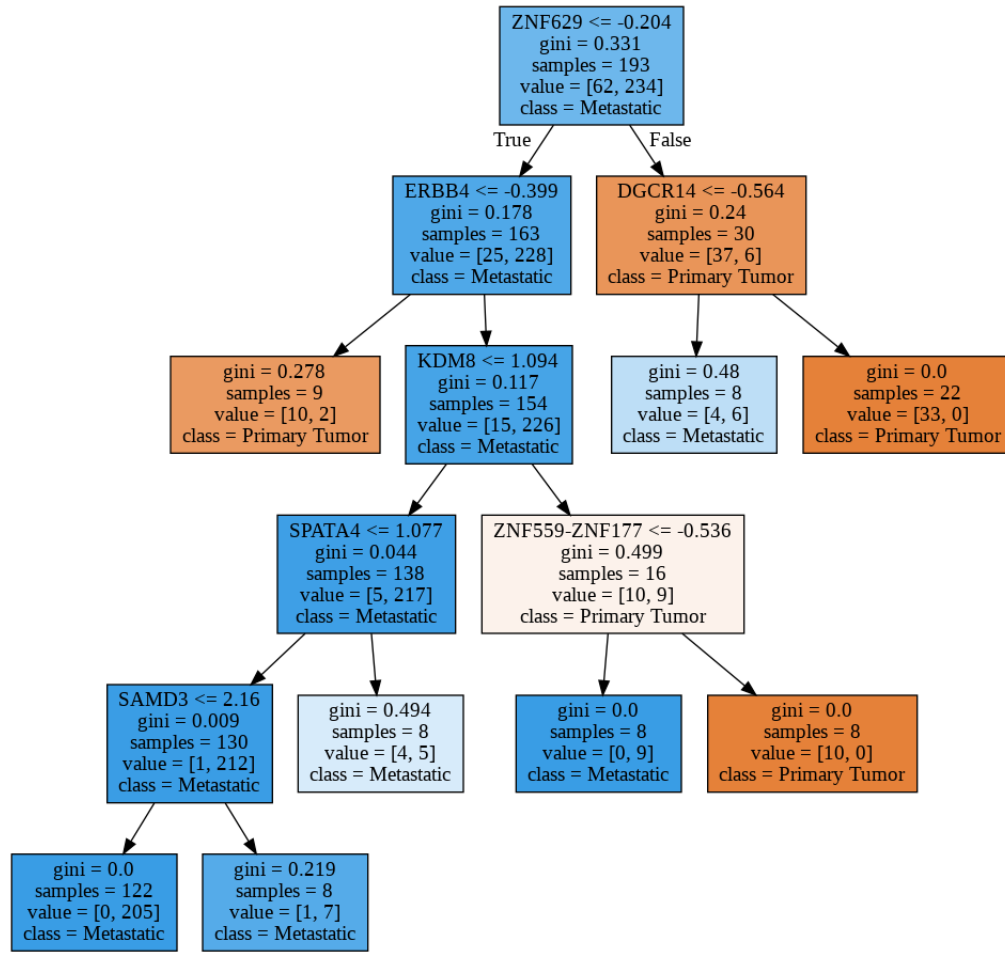 ZNF629 <= -0.204
gini = 0.331
samples = 193
value = [62, 234]
class = Metastatic
True
False
ERBB4 <= -0.399
gini = 0.178
samples = 163
value = [25, 228]
class = Metastatic
DGCR14 <= -0.564
gini = 0.24
samples = 30
value = [37, 6]
class = Primary Tumor
gini = 0.278
samples = 9
value = [10, 2]
class = Primary Tumor
KDM8 <= 1.094
gini = 0.117
samples = 154
value = [15, 226]
class = Metastatic
gini = 0.48
samples = 8
value = [4, 6]
class = Metastatic
gini = 0.0
samples = 22
value = [33, 0]
class = Primary Tumor
SPATA4 <= 1.077
gini = 0.044
samples = 138
value = [5, 217]
class = Metastatic
ZNF559-ZNF177 <= -0.536
gini = 0.499
samples = 16
value = [10, 9]
class = Primary Tumor
SAMD3 <= 2.16
gini = 0.009
samples = 130
value = [1, 212]
class = Metastatic
gini = 0.494
samples = 8
value = [4, 5]
class = Metastatic
gini = 0.0
samples = 8
value = [0, 9]
class = Metastatic
gini = 0.0
samples = 8
value = [10, 0]
class = Primary Tumor
gini = 0.0
samples = 122
value = [0, 205]
class = Metastatic
gini = 0.219
samples = 8
value = [1, 7]
class = Metastatic